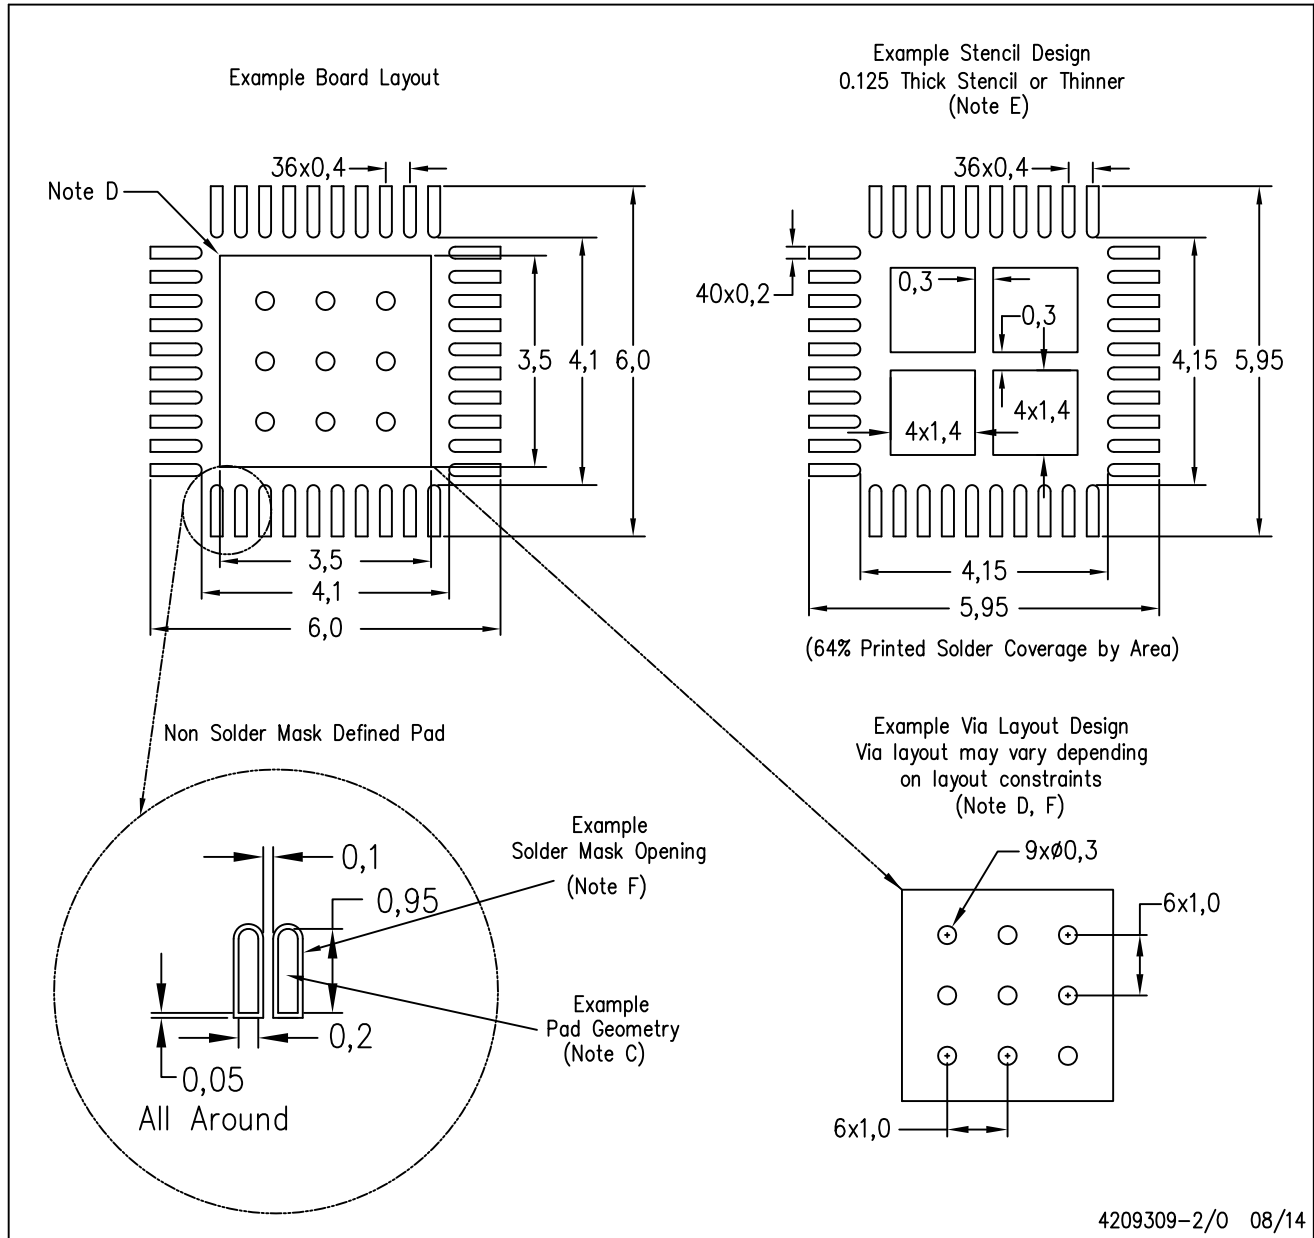 Example Board Layout
Example Stencil Design
0.125 Thick Stencil or Thinner
(Note E)
36x0,4
Note D
3,5
4,1
6,0
3,5
4,1
6,0
36x0,4
40x0,2
0,3
0,3
4x1,4
4x1,4
4,15
5,95
4,15
5,95
(64% Printed Solder Coverage by Area)
Non Solder Mask Defined Pad
Example
Solder Mask Opening
(Note F)
0,1
0,95
0,2
0,05
All Around
Example
Pad Geometry
(Note C)
Example Via Layout Design
Via layout may vary depending
on layout constraints
(Note D, F)
9xø0,3
6x1,0
6x1,0
4209309-2/O 08/14